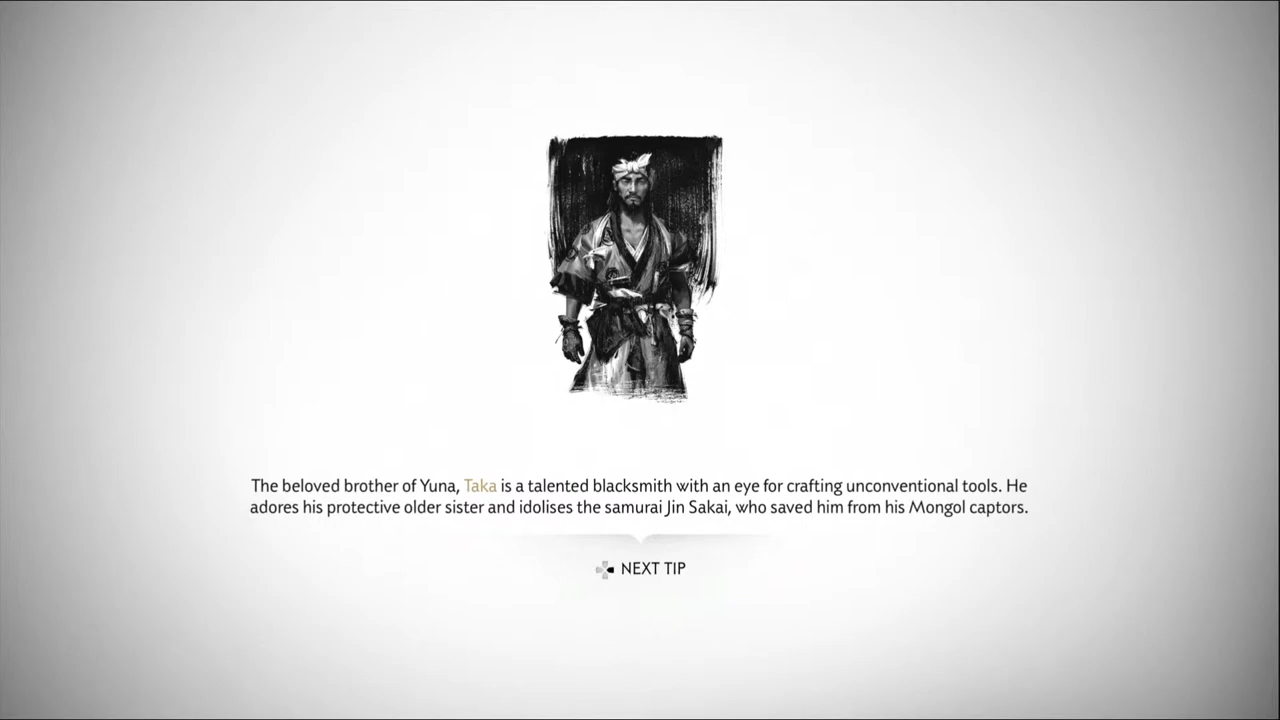 The beloved brother of Yuna, Taka is a talented blacksmith with an eye for crafting unconventional tools. He
adores his protective older sister and idolises the samurai Jin Sakai, who saved him from his Mongol captors.
NEXT TIP